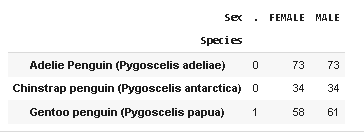 Sex . FEMALE MALE
Species
Adelie Penguin (Pygoscelis adeliae) 0 73 73
Chinstrap penguin (Pygoscelis antarctica) 0 34 34
Gentoo penguin (Pygoscelis papua) 1 58 61